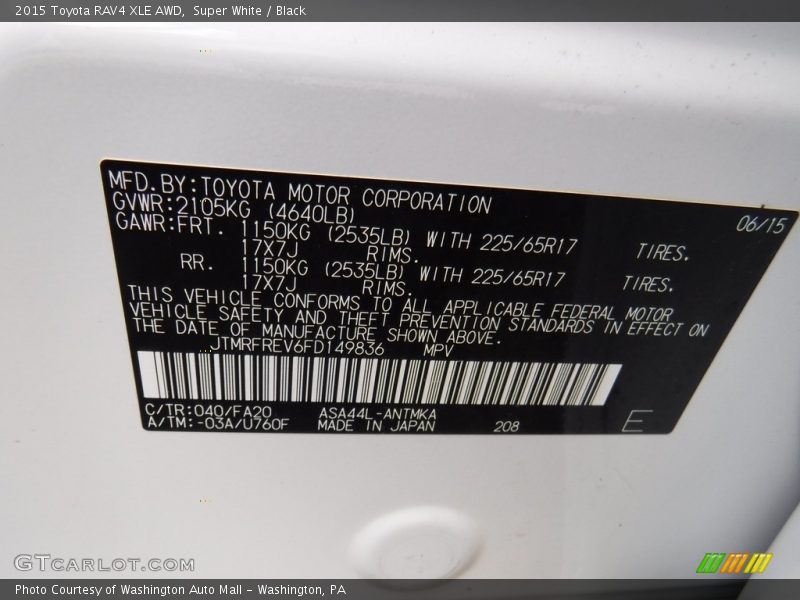 2015 Toyota RAV4 XLE AWD, Super White / Black
MFD.BY:TOYOTA MOTOR CORPORATION 06/15
GVWR:2105KG (4640LB)
GAWR:FRT. 1150KG (2535LB) WITH 225/65R17 TIRES.
17X7J RIMS.
RR. 1150KG (2535LB) WITH 225/65R17 TIRES.
17X7J RIMS.
THIS VEHICLE CONFORMS TO ALL APPLICABLE FEDERAL MOTOR
VEHICLE SAFETY AND THEFT PREVENTION STANDARDS IN EFFECT ON
THE DATE OF MANUFACTURE SHOWN ABOVE.
JTMRFREV6FD149836 MPV
C/TR:040/FA20 ASA44L-ANTMKA
A/TM:-03A/U760F MADE IN JAPAN 208 E
GTCARLOT.COM
Photo Courtesy of Washington Auto Mall - Washington, PA